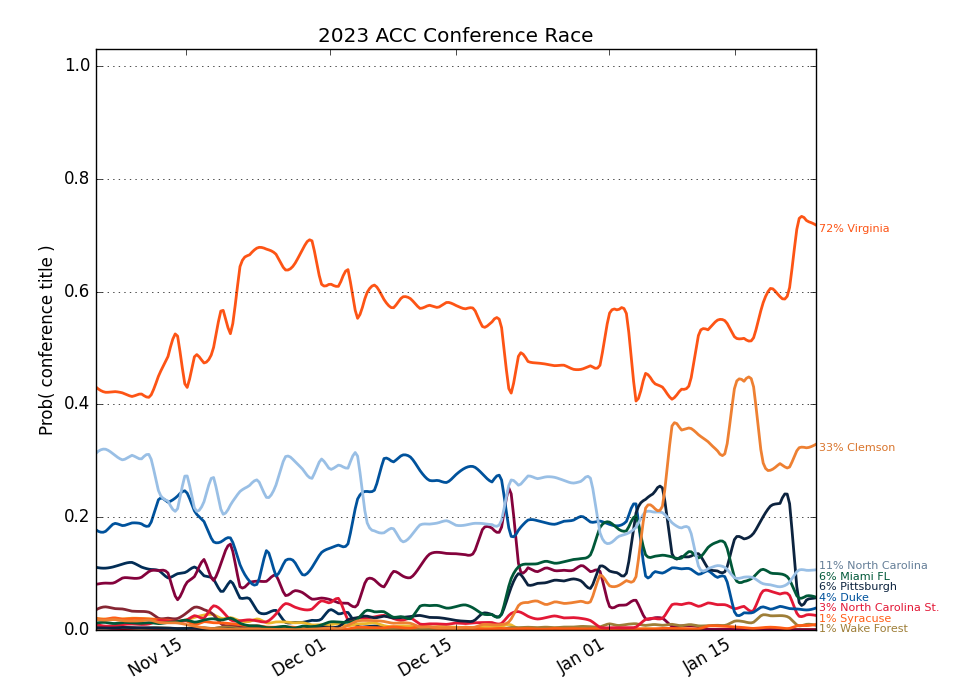 2023 ACC Conference Race
Prob( conference title )
1.0
0.8
0.6
0.4
0.2
0.0
Nov 15
Dec 01
Dec 15
Jan 01
Jan 15
72% Virginia
33% Clemson
11% North Carolina
6% Miami FL
6% Pittsburgh
4% Duke
3% North Carolina St.
1% Syracuse
1% Wake Forest